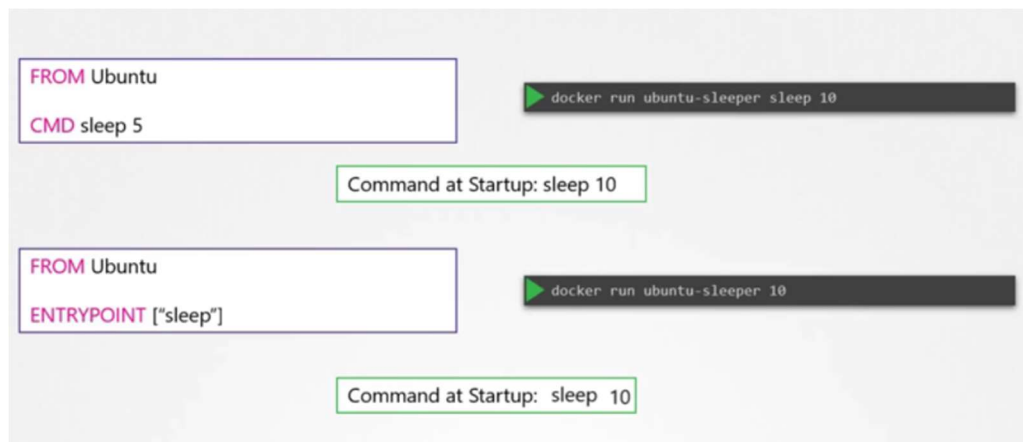 FROM Ubuntu
CMD sleep 5
docker run ubuntu-sleeper sleep 10
Command at Startup: sleep 10
FROM Ubuntu
ENTRYPOINT [“sleep”]
docker run ubuntu-sleeper 10
Command at Startup: sleep 10